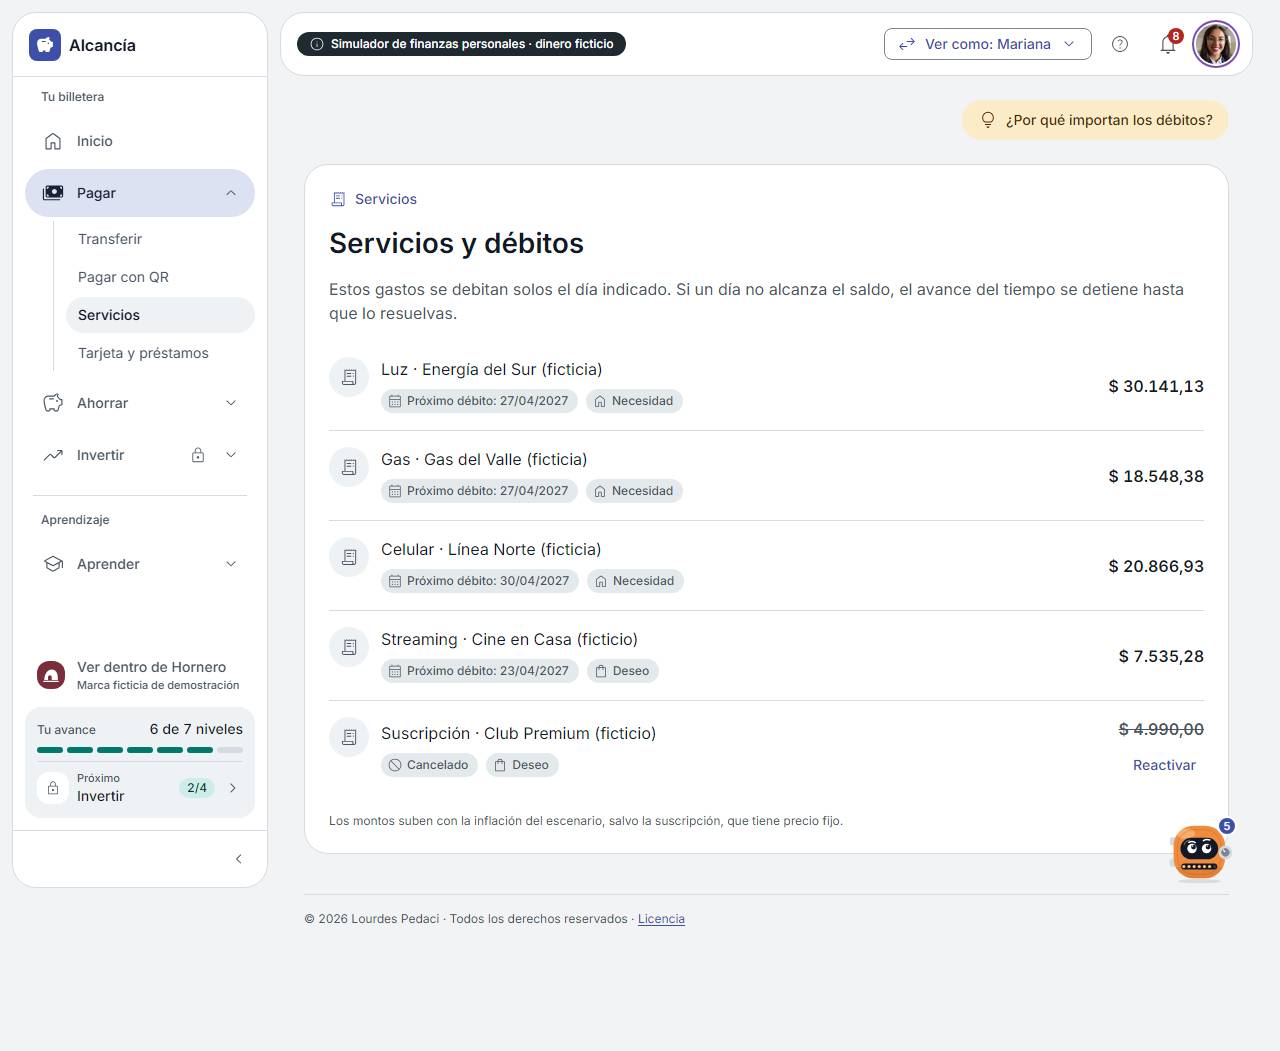 Alcancía
Simulador de finanzas personales · dinero ficticio
Ver como: Mariana
8
Tu billetera
Inicio
Pagar
Transferir
Pagar con QR
Servicios
Tarjeta y préstamos
Ahorrar
Invertir
Aprendizaje
Aprender
Ver dentro de Hornero
Marca ficticia de demostración
Tu avance 6 de 7 niveles
Próximo
Invertir
2/4
¿Por qué importan los débitos?
Servicios
Servicios y débitos
Estos gastos se debitan solos el día indicado. Si un día no alcanza el saldo, el avance del tiempo se detiene hasta
que lo resuelvas.
Luz · Energía del Sur (ficticia)
Próximo débito: 27/04/2027 Necesidad
$ 30.141,13
Gas · Gas del Valle (ficticia)
Próximo débito: 27/04/2027 Necesidad
$ 18.548,38
Celular · Línea Norte (ficticia)
Próximo débito: 30/04/2027 Necesidad
$ 20.866,93
Streaming · Cine en Casa (ficticio)
Próximo débito: 23/04/2027 Deseo
$ 7.535,28
Suscripción · Club Premium (ficticio)
Cancelado Deseo
$ 4.990,00
Reactivar
Los montos suben con la inflación del escenario, salvo la suscripción, que tiene precio fijo.
5
© 2026 Lourdes Pedaci · Todos los derechos reservados · Licencia